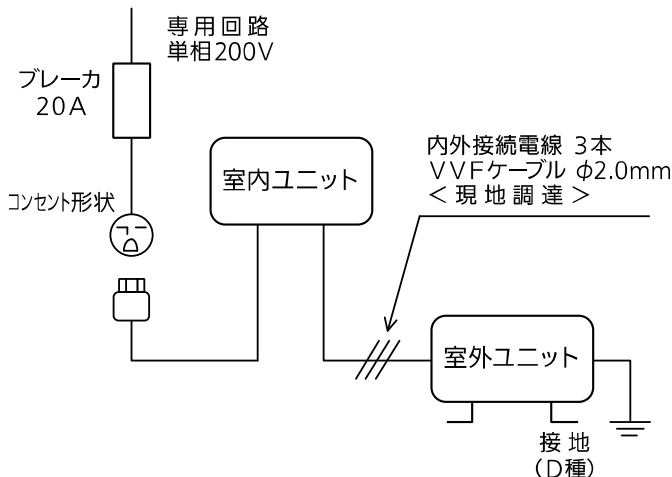 専用回路
単相200V
ブレーカ
20A
コンセント形状
室内ユニット
内外接続電線 3本
VVFケーブル φ2.0mm
<現地調達>
室外ユニット
接地
(D種)